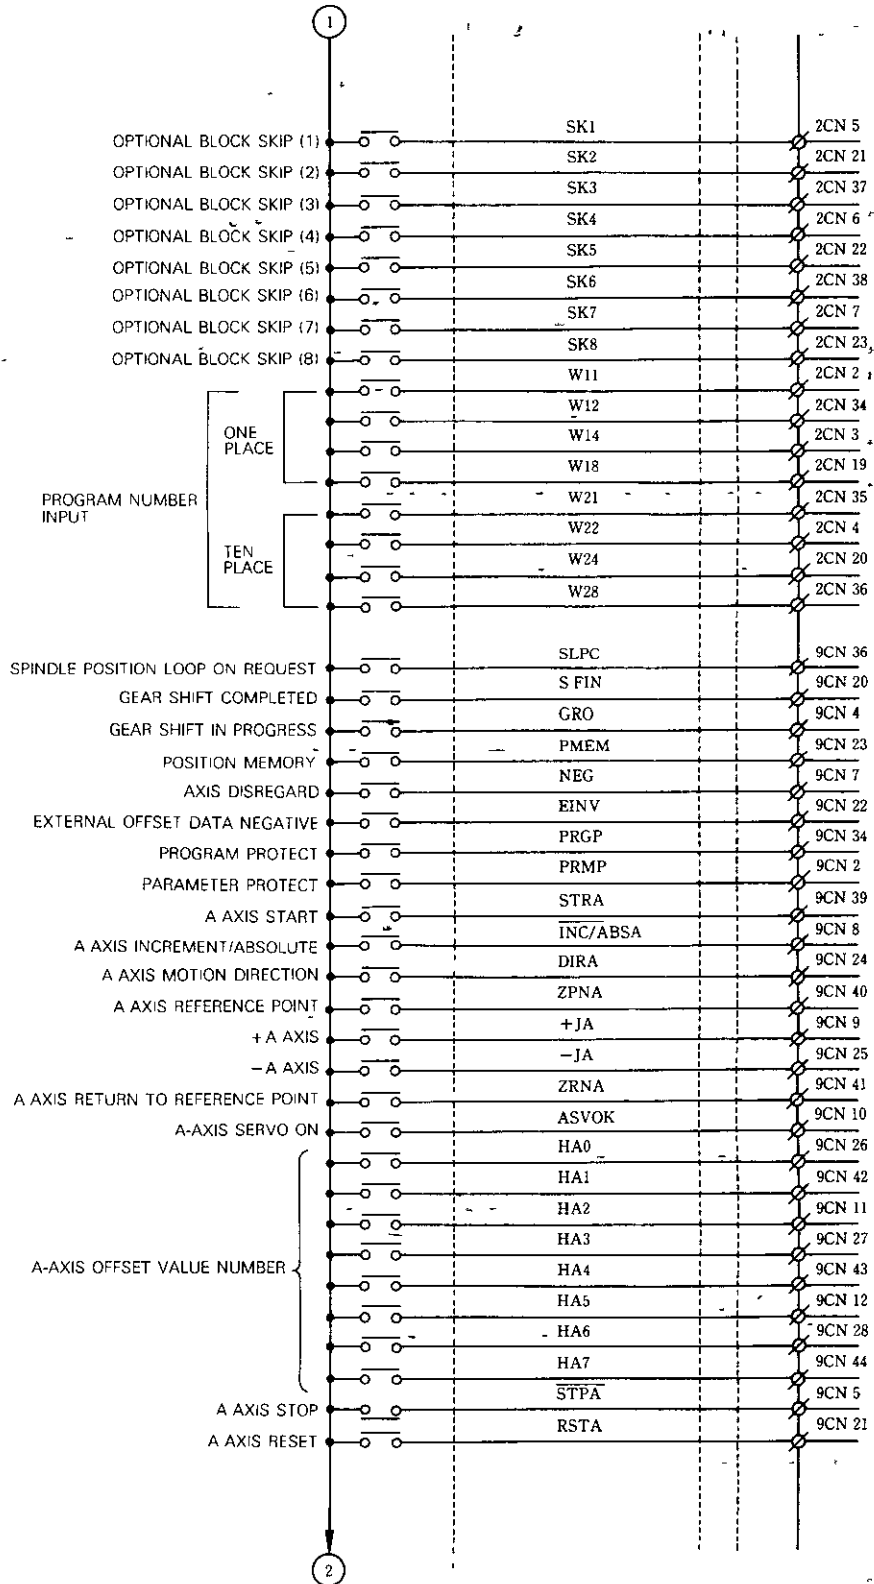 1
OPTIONAL BLOCK SKIP (1) SK1 2CN 5
OPTIONAL BLOCK SKIP (2) SK2 2CN 21
OPTIONAL BLOCK SKIP (3) SK3 2CN 37
OPTIONAL BLOCK SKIP (4) SK4 2CN 6
OPTIONAL BLOCK SKIP (5) SK5 2CN 22
OPTIONAL BLOCK SKIP (6) SK6 2CN 38
OPTIONAL BLOCK SKIP (7) SK7 2CN 7
OPTIONAL BLOCK SKIP (8) SK8 2CN 23
PROGRAM NUMBER
INPUT
ONE
PLACE
W11 2CN 2
W12 2CN 34
W14 2CN 3
W18 2CN 19
TEN
PLACE
W21 2CN 35
W22 2CN 4
W24 2CN 20
W28 2CN 36
SPINDLE POSITION LOOP ON REQUEST SLPC 9CN 36
GEAR SHIFT COMPLETED S FIN 9CN 20
GEAR SHIFT IN PROGRESS GRO 9CN 4
POSITION MEMORY PMEM 9CN 23
AXIS DISREGARD NEG 9CN 7
EXTERNAL OFFSET DATA NEGATIVE EINV 9CN 22
PROGRAM PROTECT PRGP 9CN 34
PARAMETER PROTECT PRMP 9CN 2
A AXIS START STRA 9CN 39
A AXIS INCREMENT/ABSOLUTE INC/ABSA 9CN 8
A AXIS MOTION DIRECTION DIRA 9CN 24
A AXIS REFERENCE POINT ZPNA 9CN 40
+A AXIS +JA 9CN 9
−A AXIS −JA 9CN 25
A AXIS RETURN TO REFERENCE POINT ZRNA 9CN 41
A-AXIS SERVO ON ASVOK 9CN 10
A-AXIS OFFSET VALUE NUMBER
HA0 9CN 26
HA1 9CN 42
HA2 9CN 11
HA3 9CN 27
HA4 9CN 43
HA5 9CN 12
HA6 9CN 28
HA7 9CN 44
A AXIS STOP STPA 9CN 5
A AXIS RESET RSTA 9CN 21
2